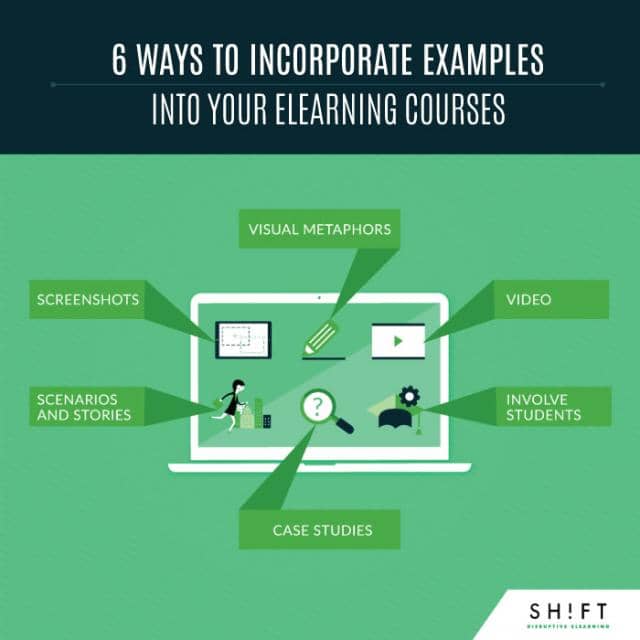 6 WAYS TO INCORPORATE EXAMPLES
INTO YOUR ELEARNING COURSES
VISUAL METAPHORS
SCREENSHOTS
VIDEO
SCENARIOS
AND STORIES
?
INVOLVE
STUDENTS
CASE STUDIES
SH!FT
DISRUPTIVE ELEARNING